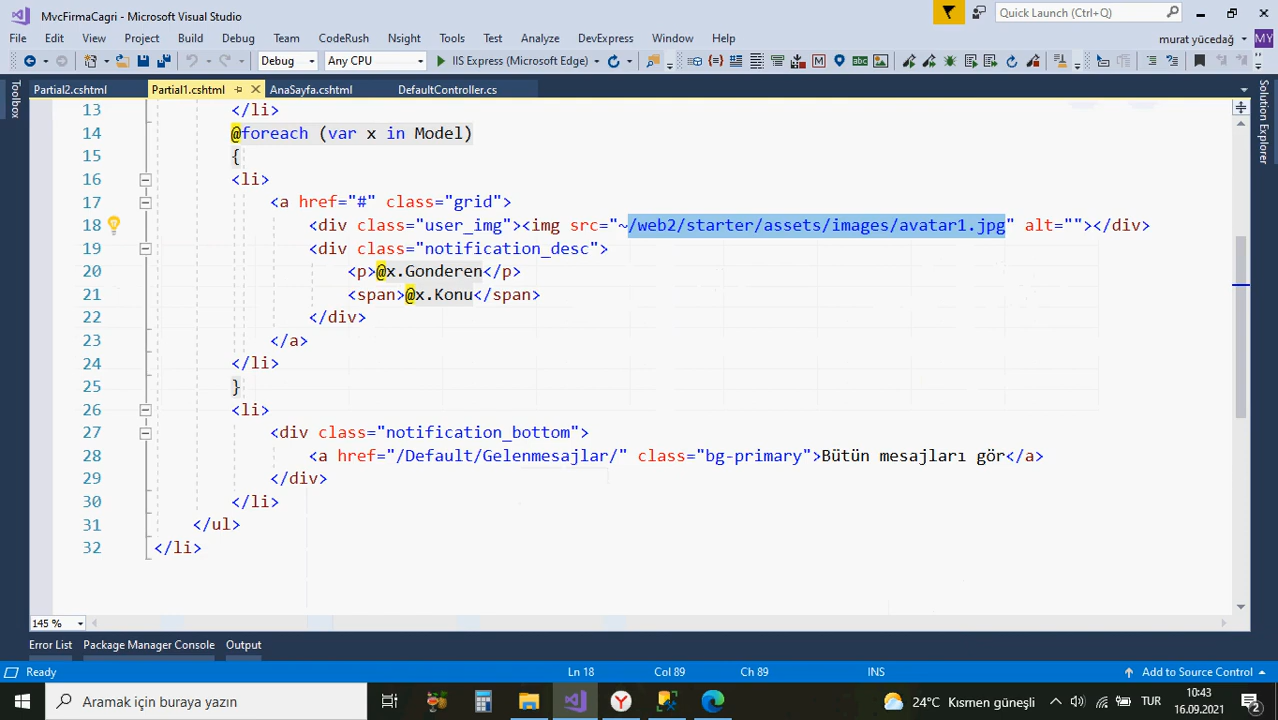 MvcFirmaCagri - Microsoft Visual Studio
Quick Launch (Ctrl+Q)
File Edit View Project Build Debug Team CodeRush Nsight Tools Test Analyze DevExpress Window Help
murat yücedağ MY
Debug Any CPU IIS Express (Microsoft Edge)
Toolbox
Partial2.cshtml Partial1.cshtml AnaSayfa.cshtml DefaultController.cs
Solution Explorer
13 </li>
14 @foreach (var x in Model)
15 {
16 <li>
17 <a href="#" class="grid">
18 <div class="user_img"><img src="~/web2/starter/assets/images/avatar1.jpg" alt=""></div>
19 <div class="notification_desc">
20 <p>@x.Gonderen</p>
21 <span>@x.Konu</span>
22 </div>
23 </a>
24 </li>
25 }
26 <li>
27 <div class="notification_bottom">
28 <a href="/Default/Gelenmesajlar/" class="bg-primary">Bütün mesajları gör</a>
29 </div>
30 </li>
31 </ul>
32 </li>
145 %
Error List Package Manager Console Output
Ready Ln 18 Col 89 Ch 89 INS Add to Source Control
Aramak için buraya yazın
24°C Kısmen güneşli
TUR
10:43
16.09.2021
2